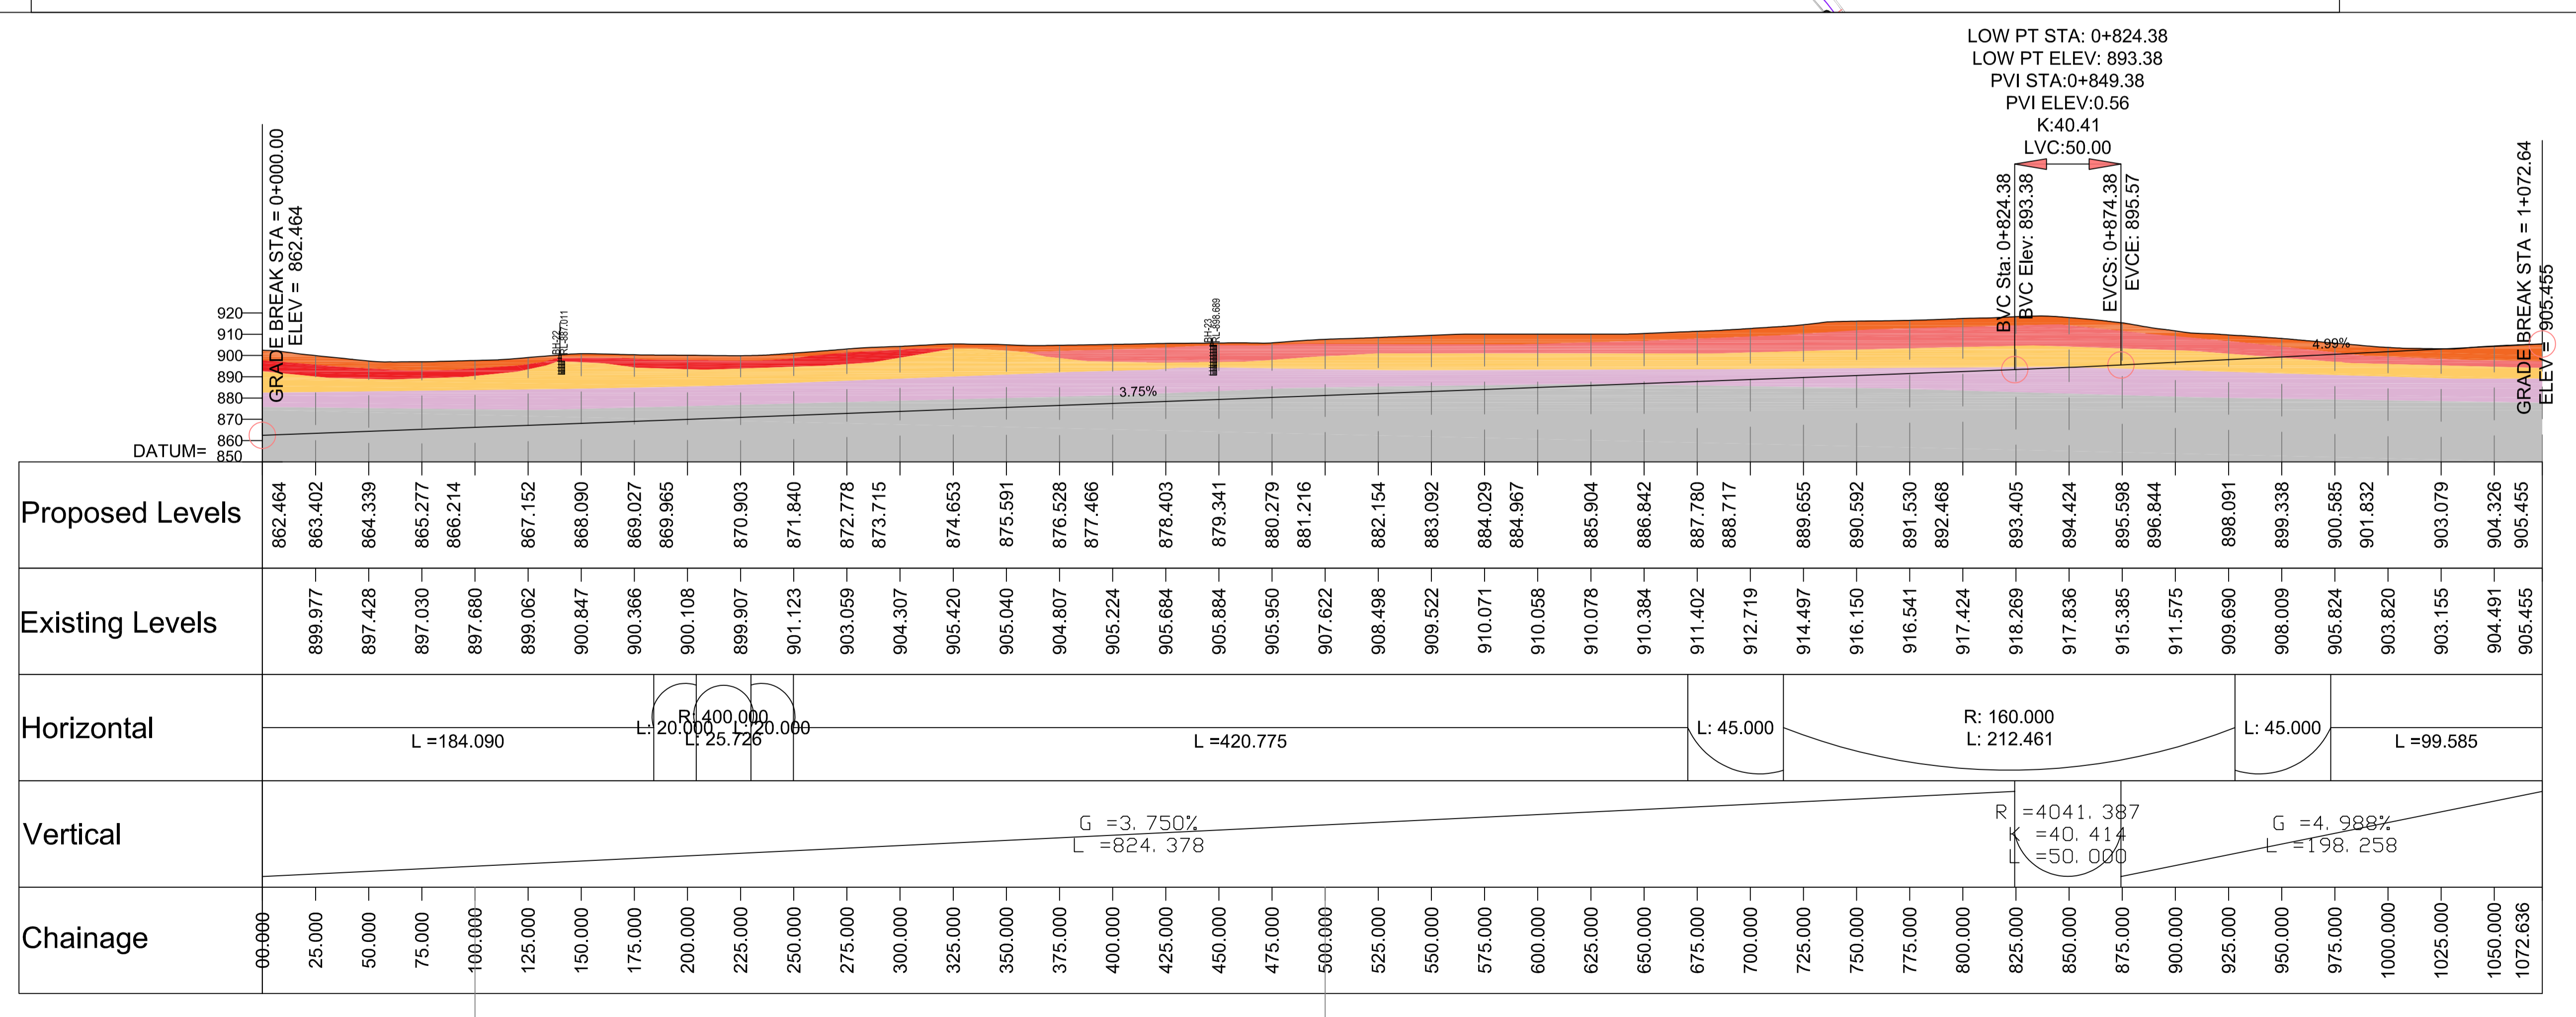 LOW PT STA: 0+824.38
LOW PT ELEV: 893.38
PVI STA:0+849.38
PVI ELEV:0.56
K:40.41
LVC:50.00
GRADE BREAK STA = 0+000.00
ELEV = 862.464
BH-22
RL-887.011
BH-23
RL-898.689
BVC Sta: 0+824.38
BVC Elev: 893.38
EVCS: 0+874.38
EVCE: 895.57
GRADE BREAK STA = 1+072.64
ELEV = 905.455
920
910
900
890
880
870
860
850
DATUM=
3.75%
4.99%
Proposed Levels
862.464 863.402 864.339 865.277 866.214 867.152 868.090 869.027 869.965 870.903 871.840 872.778 873.715 874.653 875.591 876.528 877.466 878.403 879.341 880.279 881.216 882.154 883.092 884.029 884.967 885.904 886.842 887.780 888.717 889.655 890.592 891.530 892.468 893.405 894.424 895.598 896.844 898.091 899.338 900.585 901.832 903.079 904.326 905.455
Existing Levels
899.977 897.428 897.030 897.680 899.062 900.847 900.366 900.108 899.907 901.123 903.059 904.307 905.420 905.040 904.807 905.224 905.684 905.884 905.950 907.622 908.498 909.522 910.071 910.058 910.078 910.384 911.402 912.719 914.497 916.150 916.541 917.424 918.269 917.836 915.385 911.575 909.690 908.009 905.824 903.820 903.155 904.491 905.455
Horizontal
L =184.090
L: 20.000
R: 400.000
L: 25.726
L: 20.000
L =420.775
L: 45.000
R: 160.000
L: 212.461
L: 45.000
L =99.585
Vertical
G =3.750%
L =824.378
R =4041.387
K =40.414
L =50.000
G =4.988%
L =198.258
Chainage
00.000 25.000 50.000 75.000 100.000 125.000 150.000 175.000 200.000 225.000 250.000 275.000 300.000 325.000 350.000 375.000 400.000 425.000 450.000 475.000 500.000 525.000 550.000 575.000 600.000 625.000 650.000 675.000 700.000 725.000 750.000 775.000 800.000 825.000 850.000 875.000 900.000 925.000 950.000 975.000 1000.000 1025.000 1050.000 1072.636